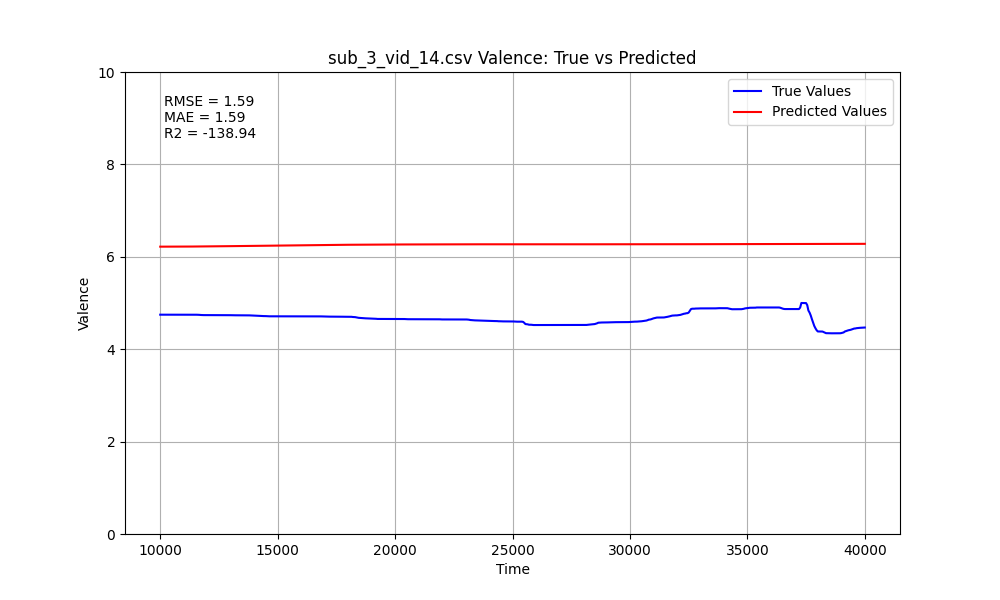 sub_3_vid_14.csv Valence: True vs Predicted
RMSE = 1.59
MAE = 1.59
R2 = -138.94
True Values
Predicted Values
10
8
6
4
2
0
Valence
10000 15000 20000 25000 30000 35000 40000
Time